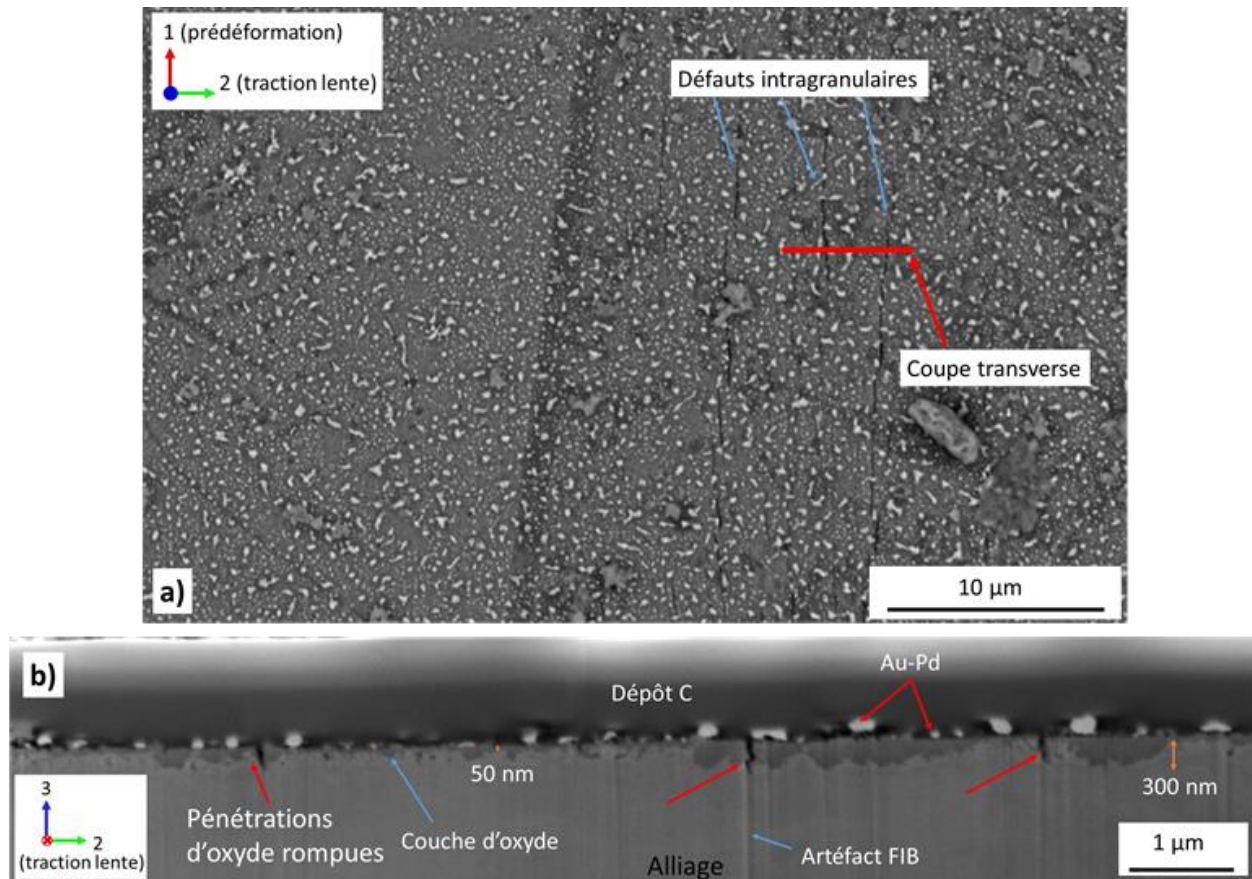 1 (prédéformation)
2 (traction lente)
Défauts intragranulaires
Coupe transverse
a)
10 µm
b)
Au-Pd
Dépôt C
50 nm
300 nm
3
2
(traction lente)
Pénétrations
d'oxyde rompues
Couche d'oxyde
Artéfact FIB
Alliage
1 µm